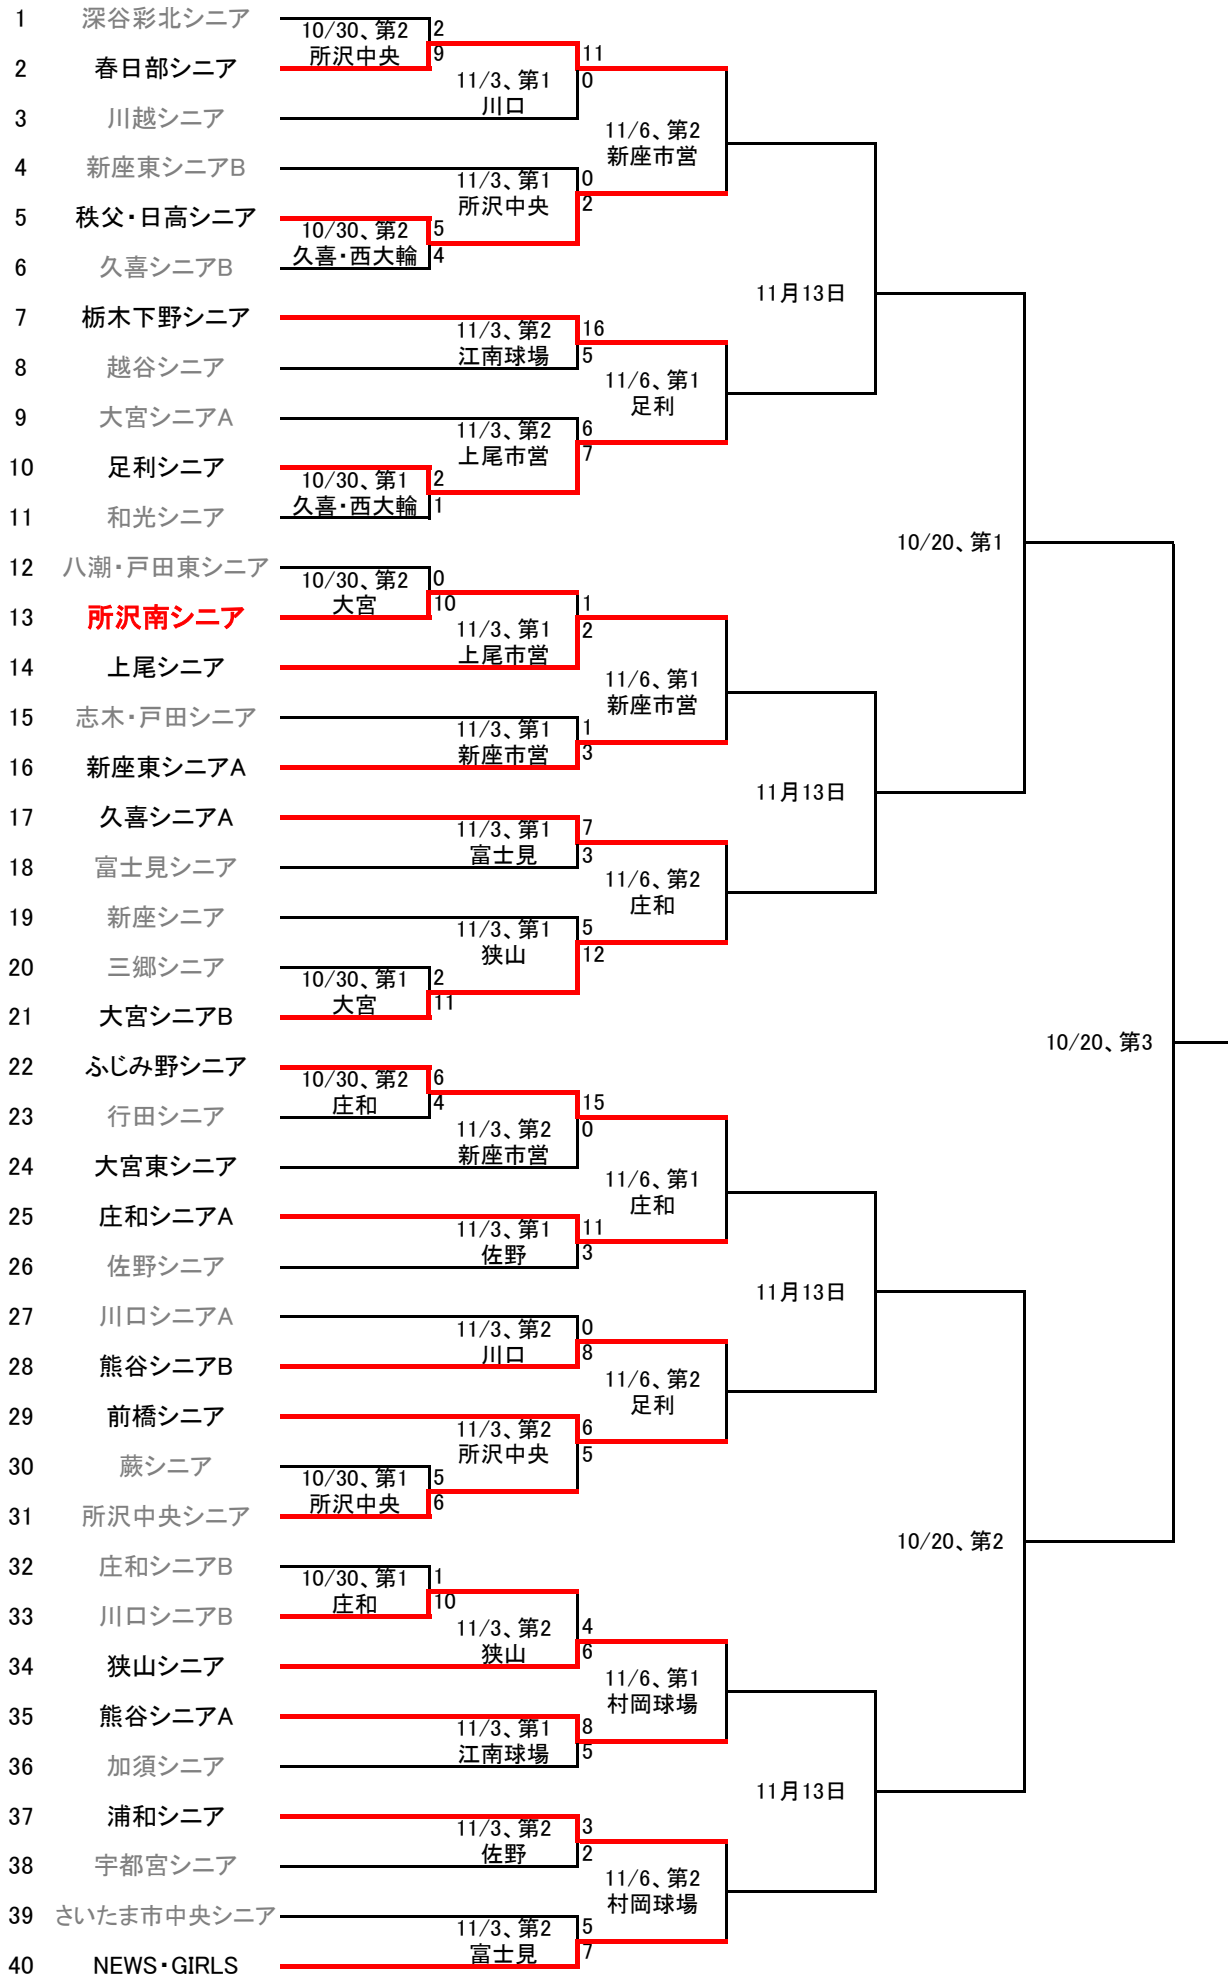 1 深谷彩北シニア
10/30、第2 2
所沢中央 9 11
2 春日部シニア
11/3、第1 0
川口
3 川越シニア
11/6、第2
新座市営
4 新座東シニアB
11/3、第1 0
所沢中央 2
5 秩父・日高シニア
10/30、第2 5
久喜・西大輪 4
6 久喜シニアB
11月13日
7 栃木下野シニア
11/3、第2 16
江南球場 5
8 越谷シニア
11/6、第1
足利
9 大宮シニアA
11/3、第2 6
上尾市営 7
10 足利シニア
10/30、第1 2
久喜・西大輪 1
11 和光シニア
10/20、第1
12 八潮・戸田東シニア
10/30、第2 0
大宮 10 1
13 所沢南シニア
11/3、第1 2
上尾市営
14 上尾シニア
11/6、第1
新座市営
15 志木・戸田シニア
11/3、第1 1
新座市営 3
16 新座東シニアA
11月13日
17 久喜シニアA
11/3、第1 7
富士見 3
18 富士見シニア
11/6、第2
庄和
19 新座シニア
11/3、第1 5
狭山 12
20 三郷シニア
10/30、第1 2
大宮 11
21 大宮シニアB
10/20、第3
22 ふじみ野シニア
10/30、第2 6
庄和 4 15
23 行田シニア
11/3、第2 0
新座市営
24 大宮東シニア
11/6、第1
庄和
25 庄和シニアA
11/3、第1 11
佐野 3
26 佐野シニア
11月13日
27 川口シニアA
11/3、第2 0
川口 8
28 熊谷シニアB
11/6、第2
足利
29 前橋シニア
11/3、第2 6
所沢中央 5
30 蕨シニア
10/30、第1 5
所沢中央 6
31 所沢中央シニア
10/20、第2
32 庄和シニアB
10/30、第1 1
庄和 10
33 川口シニアB
11/3、第2 4
狭山 6
34 狭山シニア
11/6、第1
村岡球場
35 熊谷シニアA
11/3、第1 8
江南球場 5
36 加須シニア
11月13日
37 浦和シニア
11/3、第2 3
佐野 2
38 宇都宮シニア
11/6、第2
村岡球場
39 さいたま市中央シニア
11/3、第2 5
富士見 7
40 NEWS・GIRLS